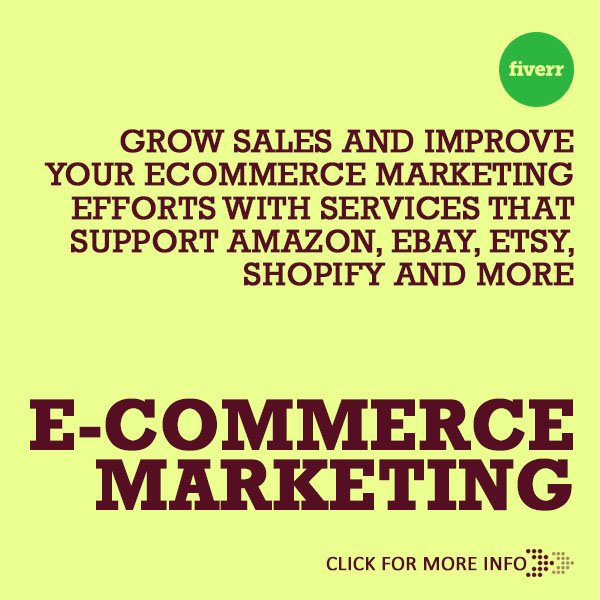 fiverr
GROW SALES AND IMPROVE
YOUR ECOMMERCE MARKETING
EFFORTS WITH SERVICES THAT
SUPPORT AMAZON, EBAY, ETSY,
SHOPIFY AND MORE
E-COMMERCE
MARKETING
CLICK FOR MORE INFO